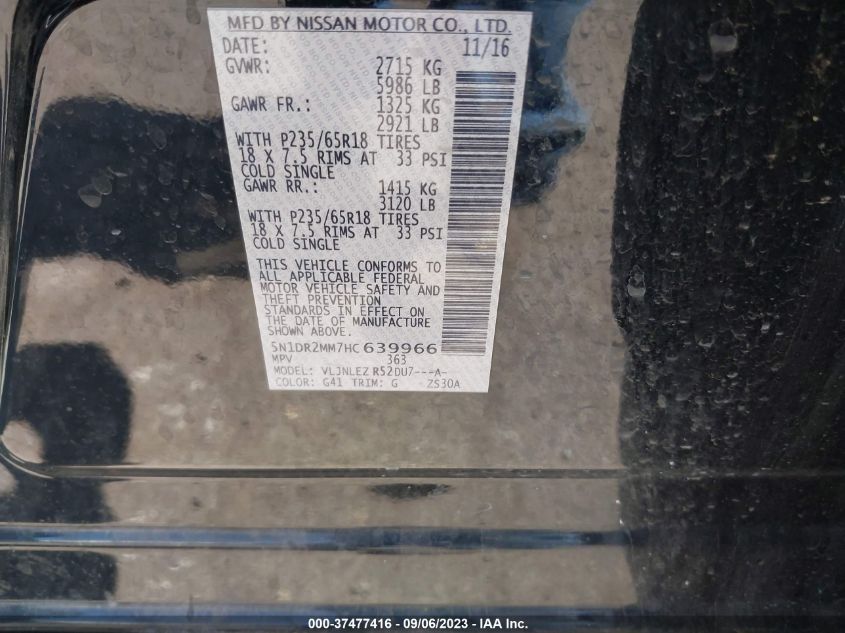 MFD BY NISSAN MOTOR CO., LTD.
DATE: 11/16
GVWR: 2715 KG
5986 LB
GAWR FR.: 1325 KG
2921 LB
WITH P235/65R18 TIRES
18 X 7.5 RIMS AT 33 PSI
COLD SINGLE
GAWR RR.: 1415 KG
3120 LB
WITH P235/65R18 TIRES
18 X 7.5 RIMS AT 33 PSI
COLD SINGLE
THIS VEHICLE CONFORMS TO
ALL APPLICABLE FEDERAL
MOTOR VEHICLE SAFETY AND
THEFT PREVENTION
STANDARDS IN EFFECT ON
THE DATE OF MANUFACTURE
SHOWN ABOVE.
5N1DR2MM7HC639966
MPV 363
MODEL: VLJNLEZ R52DU7---A-
COLOR: G41 TRIM: G ZS30A
000-37477416 - 09/06/2023 - IAA Inc.